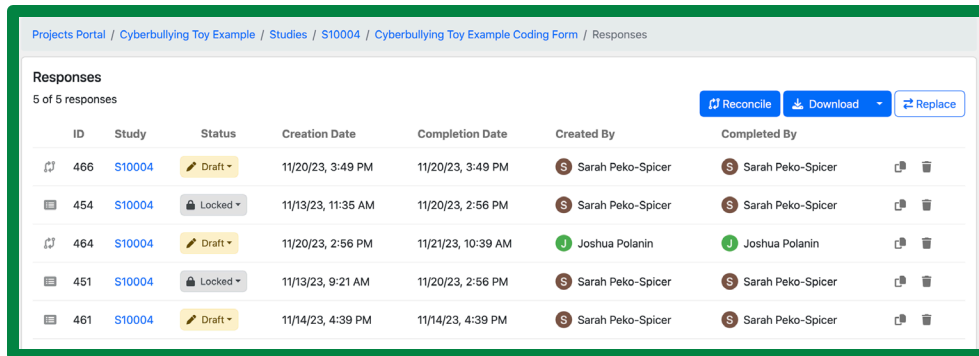 Projects Portal / Cyberbullying Toy Example / Studies / S10004 / Cyberbullying Toy Example Coding Form / Responses
Responses
5 of 5 responses
Reconcile Download Replace
ID Study Status Creation Date Completion Date Created By Completed By
466 S10004 Draft 11/20/23, 3:49 PM 11/20/23, 3:49 PM S Sarah Peko-Spicer S Sarah Peko-Spicer
454 S10004 Locked 11/13/23, 11:35 AM 11/20/23, 2:56 PM S Sarah Peko-Spicer S Sarah Peko-Spicer
464 S10004 Draft 11/20/23, 2:56 PM 11/21/23, 10:39 AM J Joshua Polanin J Joshua Polanin
451 S10004 Locked 11/13/23, 9:21 AM 11/20/23, 2:56 PM S Sarah Peko-Spicer S Sarah Peko-Spicer
461 S10004 Draft 11/14/23, 4:39 PM 11/14/23, 4:39 PM S Sarah Peko-Spicer S Sarah Peko-Spicer